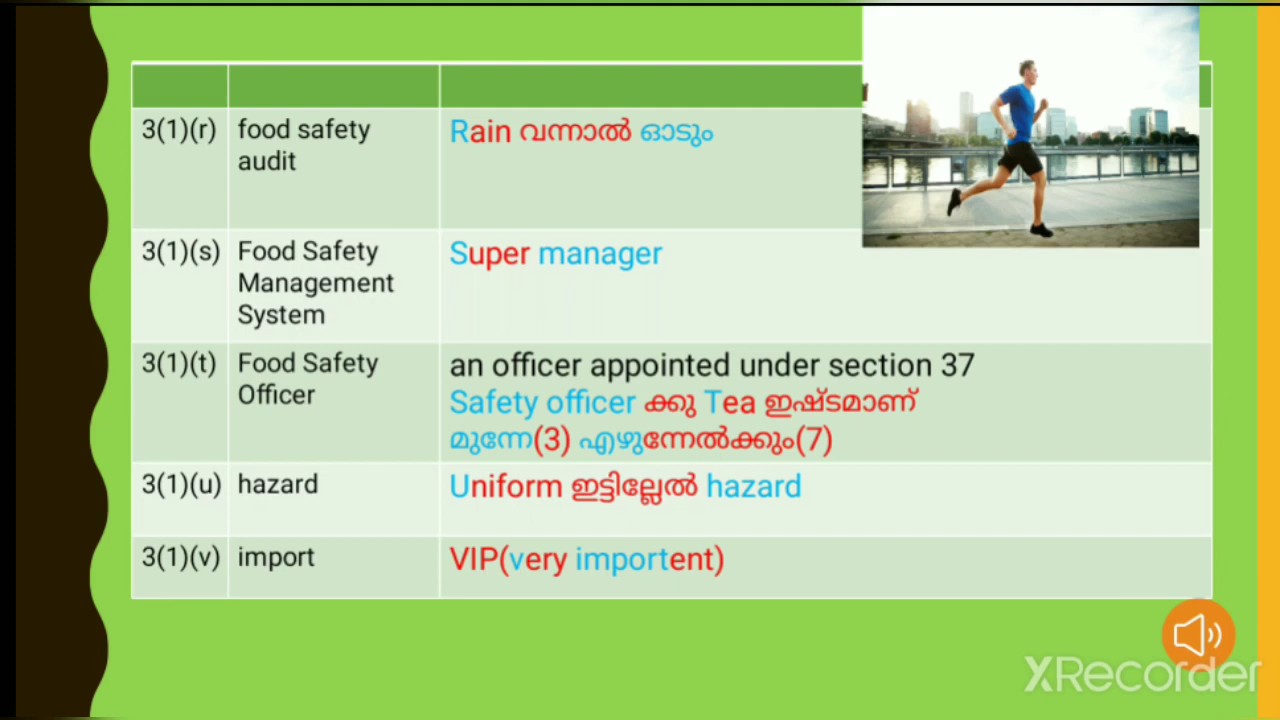 3(1)(r) food safety audit Rain വന്നാൽ ഓടും
3(1)(s) Food Safety Management System Super manager
3(1)(t) Food Safety Officer an officer appointed under section 37
Safety officer ക്കു Tea ഇഷ്ടമാണ്
മുന്നേ(3) എഴുന്നേൽക്കും(7)
3(1)(u) hazard Uniform ഇട്ടില്ലേൽ hazard
3(1)(v) import VIP(very importent)
XRecorder